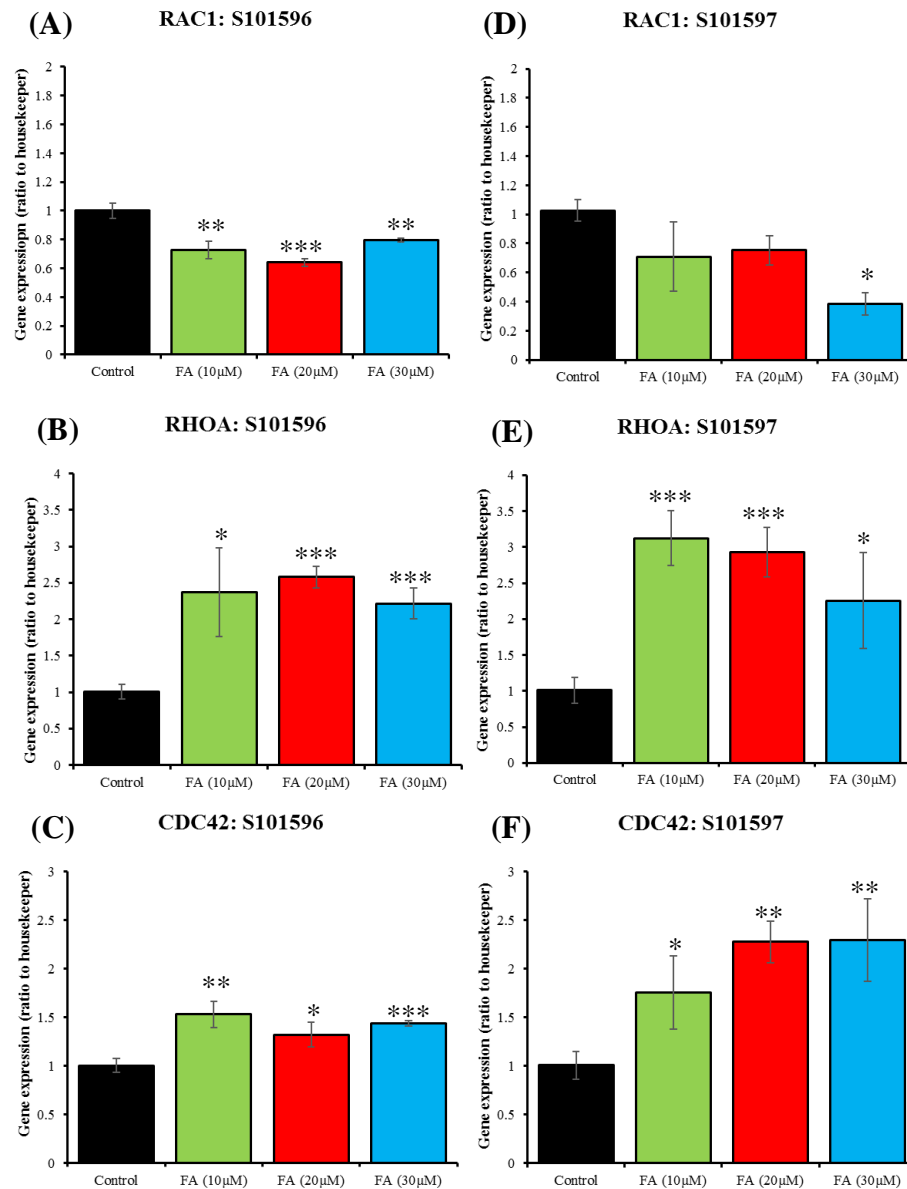 (A)
RAC1: S101596
Gene expressiopn (ratio to housekeeper)
2
1.8
1.6
1.4
1.2
1
0.8
0.6
0.4
0.2
0
**
***
**
Control
FA (10µM)
FA (20µM)
FA (30µM)
(D)
RAC1: S101597
Gene expression (ratio to housekeeper)
2
1.8
1.6
1.4
1.2
1
0.8
0.6
0.4
0.2
0
*
Control
FA (10µM)
FA (20µM)
FA (30µM)
(B)
RHOA: S101596
Gene expression (ratio to housekeeper)
4
3.5
3
2.5
2
1.5
1
0.5
0
*
***
***
Control
FA (10µM)
FA (20µM)
FA (30µM)
(E)
RHOA: S101597
Gene expression (ratio to housekeeper)
4
3.5
3
2.5
2
1.5
1
0.5
0
***
***
*
Control
FA (10µM)
FA (20µM)
FA (30µM)
(C)
CDC42: S101596
Gene expression (ratio to housekeeper)
3
2.5
2
1.5
1
0.5
0
**
*
***
Control
FA (10µM)
FA (20µM)
FA (30µM)
(F)
CDC42: S101597
Gene expression (ratio to housekeeper)
3
2.5
2
1.5
1
0.5
0
*
**
**
Control
FA (10µM)
FA (20µM)
FA (30µM)